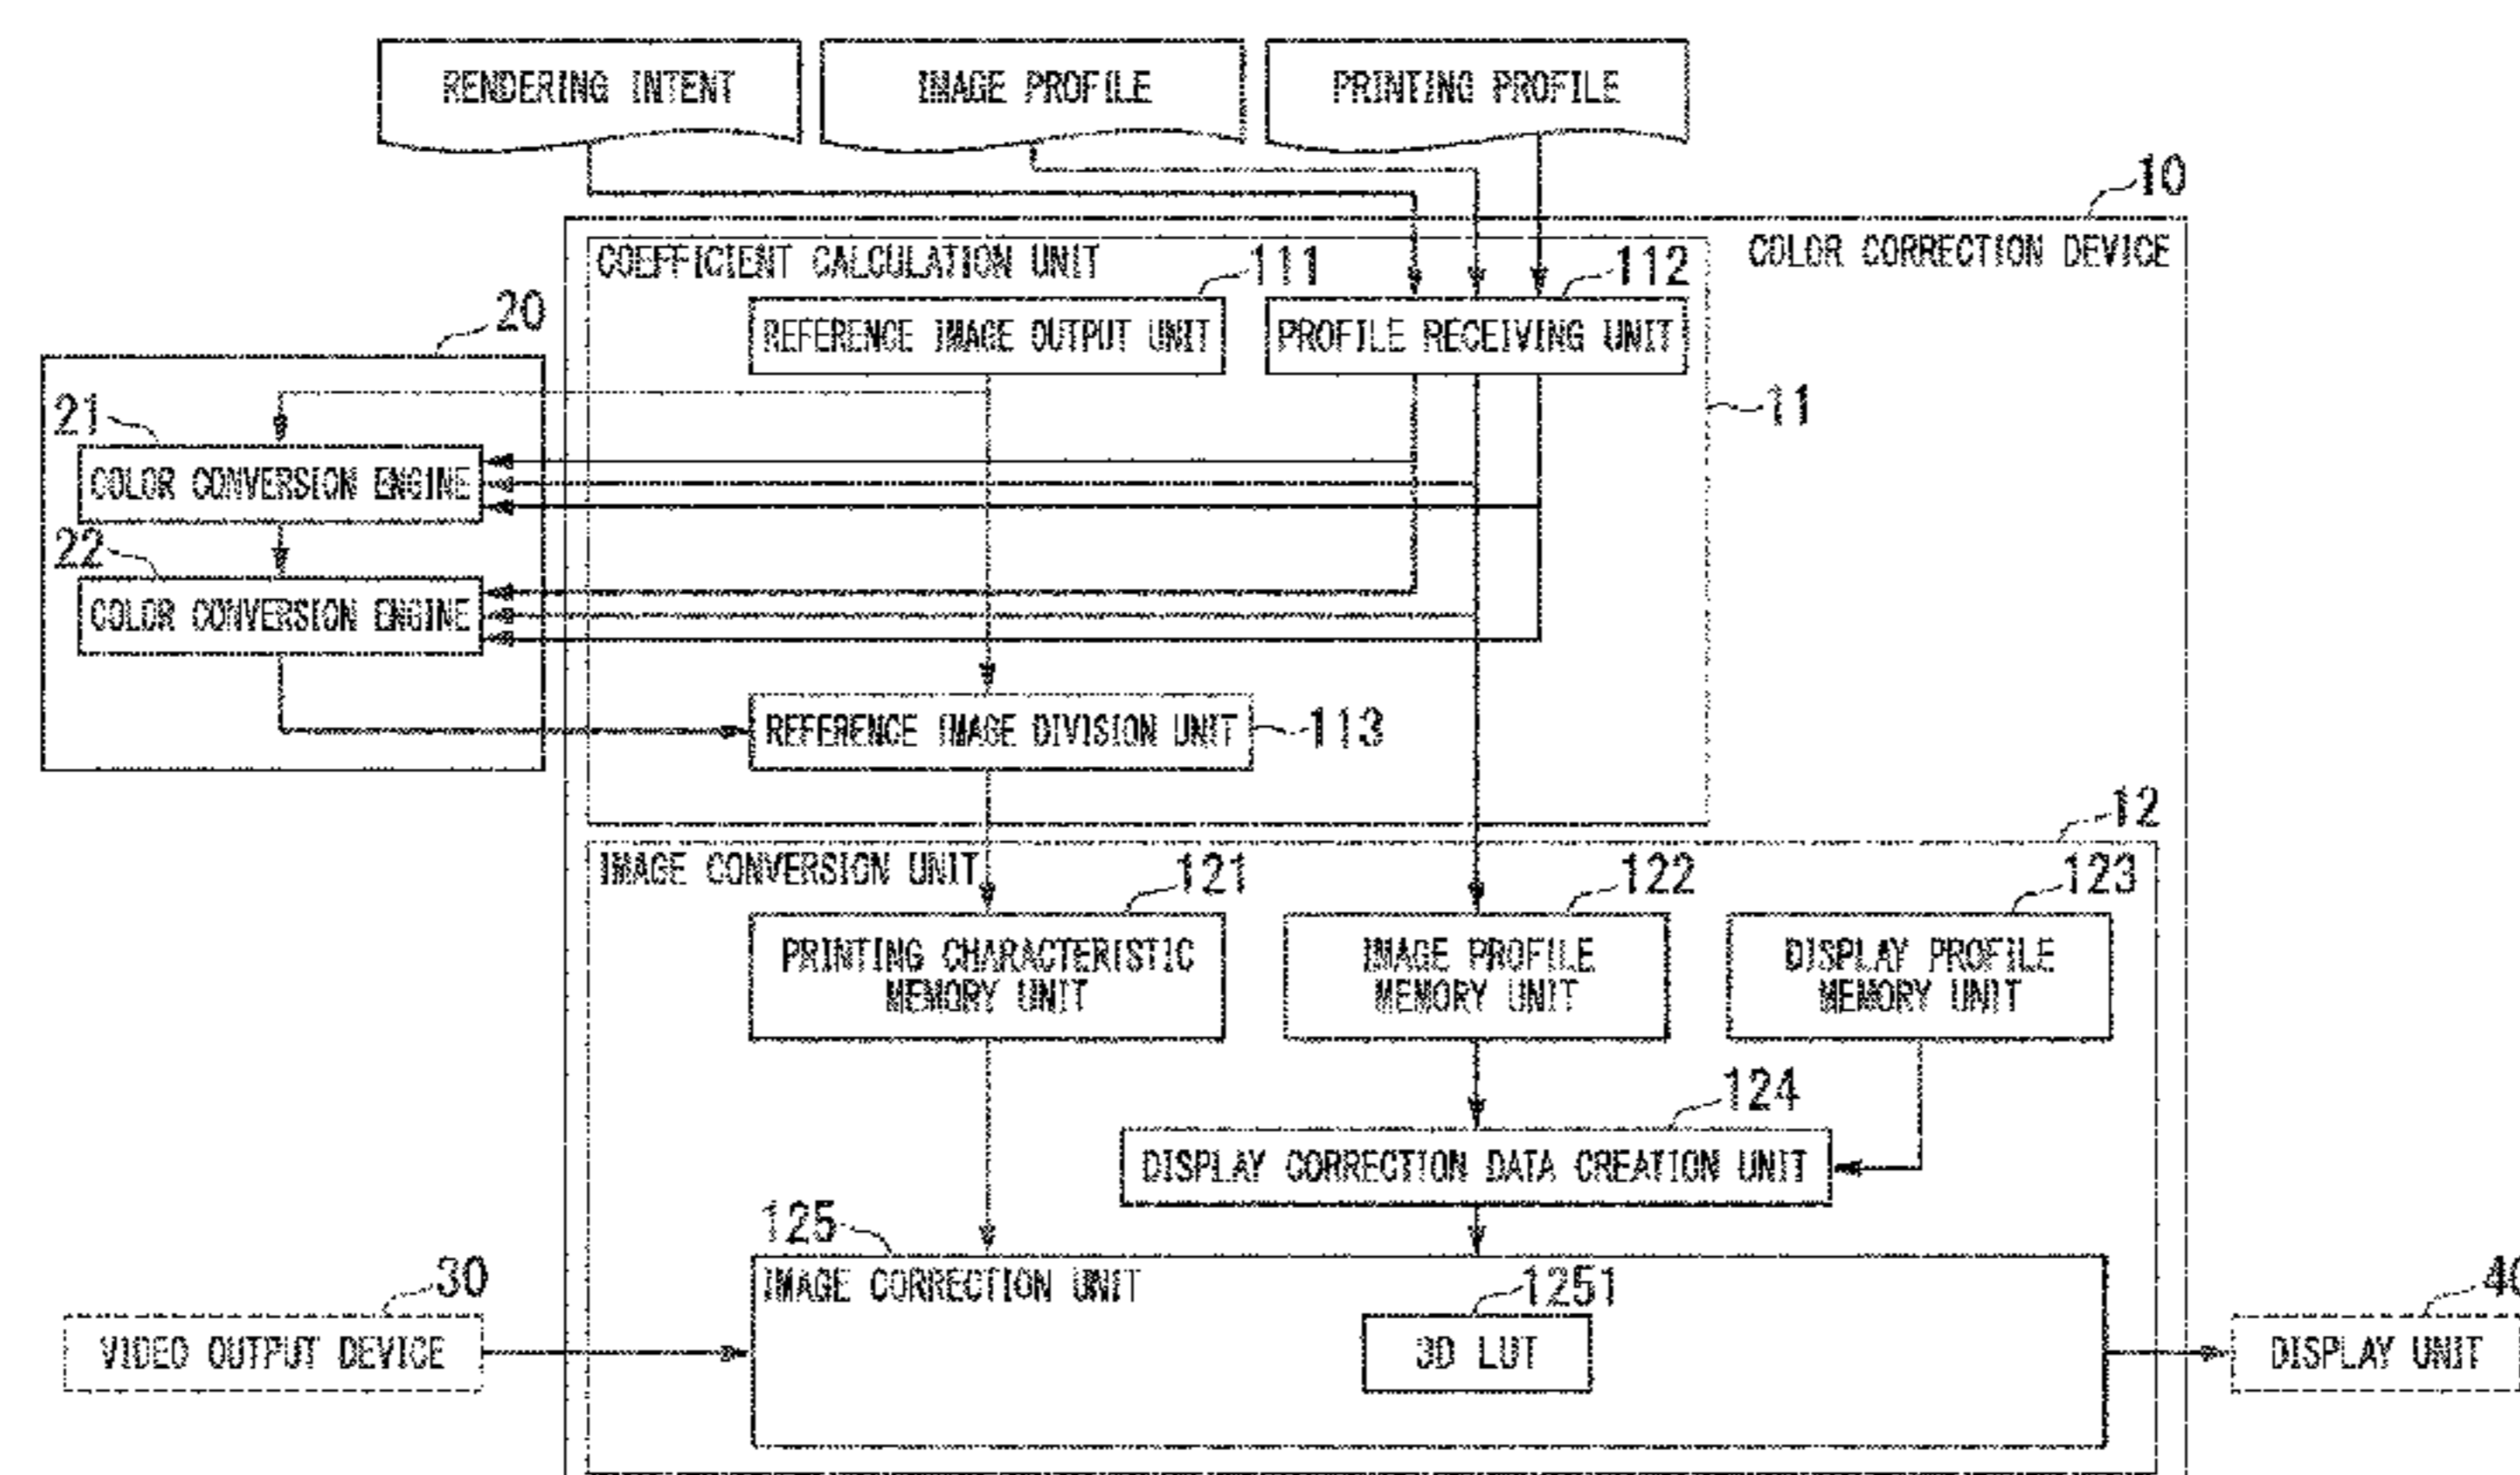 RENDERING INTENT
IMAGE PROFILE
PRINTING PROFILE
10
COLOR CORRECTION DEVICE
COEFFICIENT CALCULATION UNIT
111
112
REFERENCE IMAGE OUTPUT UNIT
PROFILE RECEIVING UNIT
20
11
21
COLOR CONVERSION ENGINE
22
COLOR CONVERSION ENGINE
REFERENCE IMAGE DIVISION UNIT
113
12
IMAGE CONVERSION UNIT
121
122
123
PRINTING CHARACTERISTIC
MEMORY UNIT
IMAGE PROFILE
MEMORY UNIT
DISPLAY PROFILE
MEMORY UNIT
124
DISPLAY CORRECTION DATA CREATION UNIT
125
IMAGE CORRECTION UNIT
1251
3D LUT
30
VIDEO OUTPUT DEVICE
40
DISPLAY UNIT